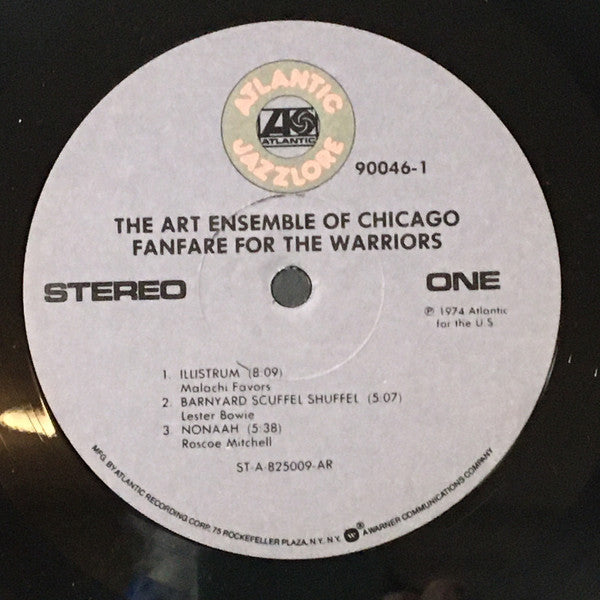 ATLANTIC
ATLANTIC
JAZZLORE
90046-1
THE ART ENSEMBLE OF CHICAGO
FANFARE FOR THE WARRIORS
STEREO
ONE
℗ 1974 Atlantic
for the U.S
1. ILLISTRUM (8:09)
Malachi Favors
2. BARNYARD SCUFFEL SHUFFEL (5:07)
Lester Bowie
3 NONAAH (5:38)
Roscoe Mitchell
ST-A-825009-AR
MFG. BY ATLANTIC RECORDING CORP. 75 ROCKEFELLER PLAZA, N.Y. N.Y. W ® A WARNER COMMUNICATIONS COMPANY